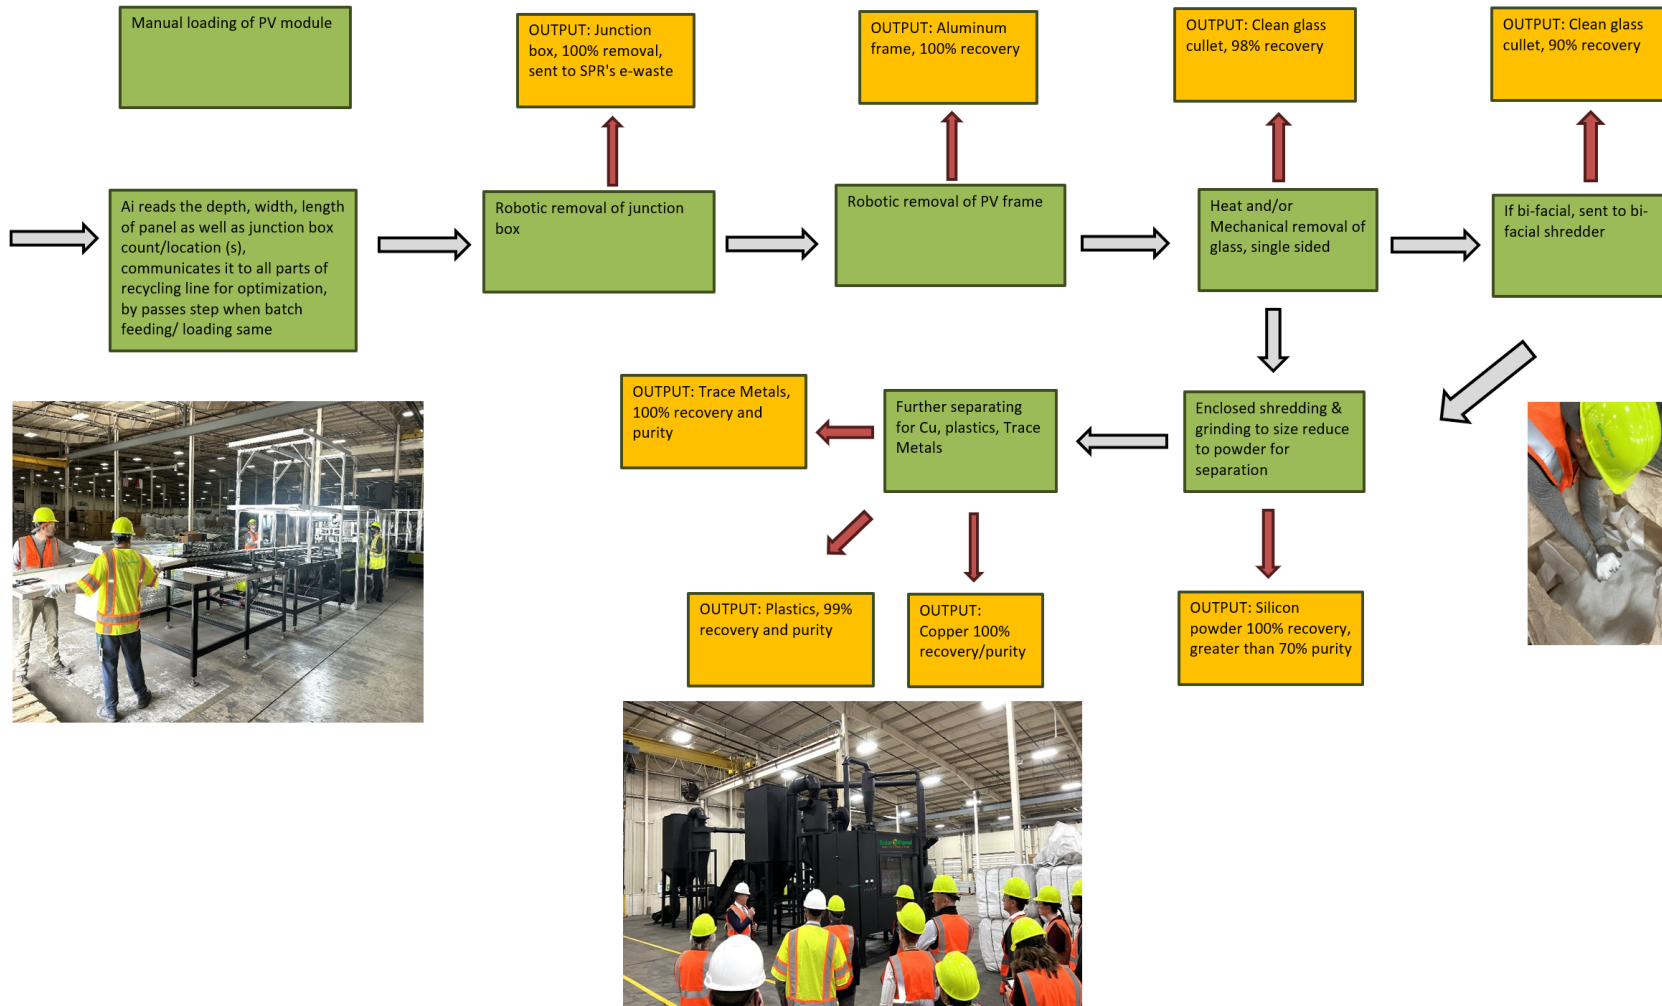 Manual loading of PV module
OUTPUT: Junction
box, 100% removal,
sent to SPR's e-waste
OUTPUT: Aluminum
frame, 100% recovery
OUTPUT: Clean glass
cullet, 98% recovery
OUTPUT: Clean glass
cullet, 90% recovery
Ai reads the depth, width, length
of panel as well as junction box
count/location (s),
communicates it to all parts of
recycling line for optimization,
by passes step when batch
feeding/ loading same
Robotic removal of junction
box
Robotic removal of PV frame
Heat and/or
Mechanical removal of
glass, single sided
If bi-facial, sent to bi-
facial shredder
OUTPUT: Trace Metals,
100% recovery and
purity
Further separating
for Cu, plastics, Trace
Metals
Enclosed shredding &
grinding to size reduce
to powder for
separation
OUTPUT: Plastics, 99%
recovery and purity
OUTPUT:
Copper 100%
recovery/purity
OUTPUT: Silicon
powder 100% recovery,
greater than 70% purity
Solar Panel